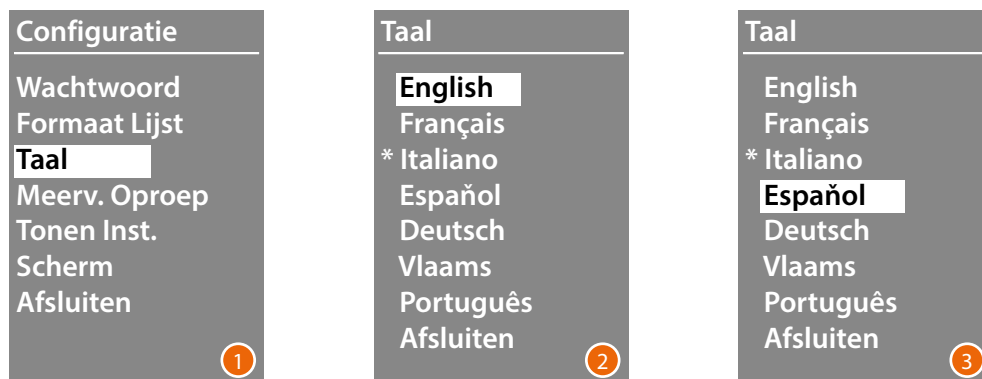 Configuratie
Wachtwoord
Formaat Lijst
Taal
Meerv. Oproep
Tonen Inst.
Scherm
Afsluiten
1
Taal
English
Français
* Italiano
Espaňol
Deutsch
Vlaams
Português
Afsluiten
2
Taal
English
Français
* Italiano
Espaňol
Deutsch
Vlaams
Português
Afsluiten
3